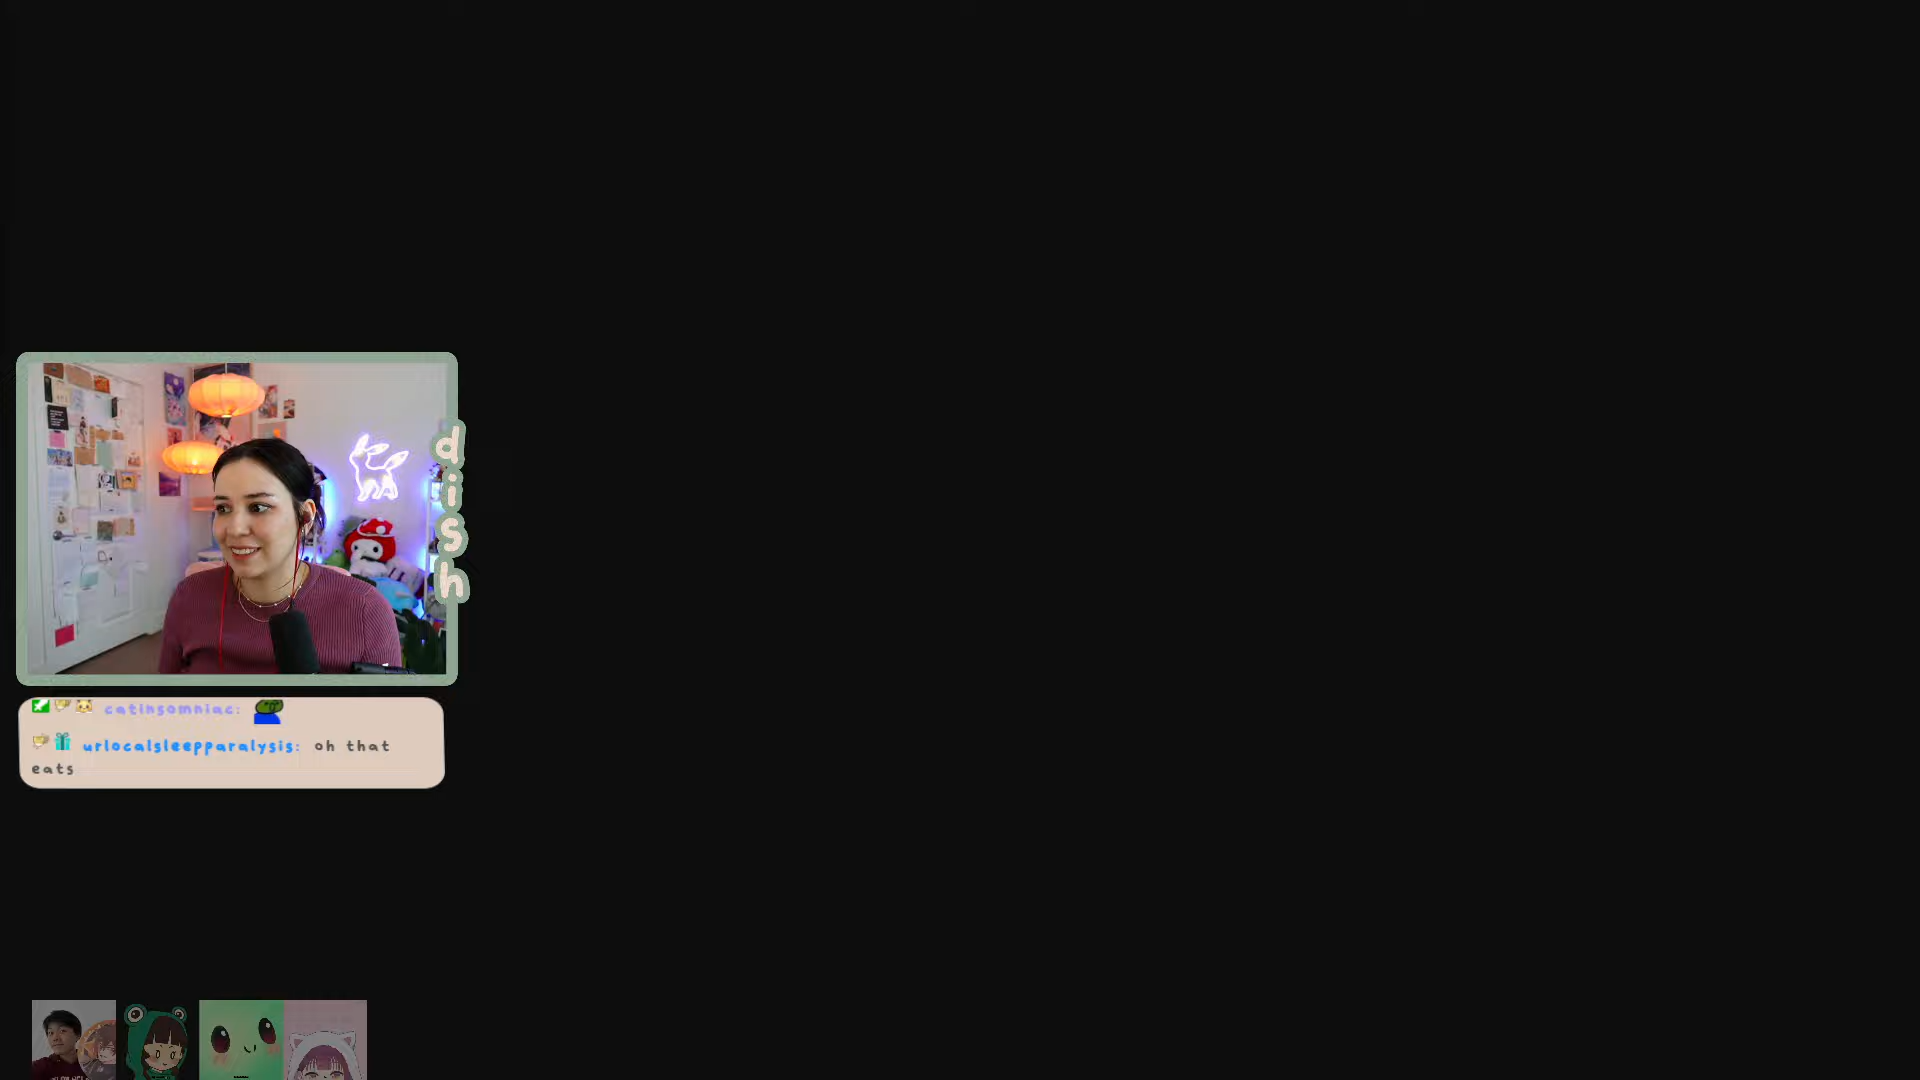 dish
catinsomniac:
urlocalsleepparalysis: oh that
eats